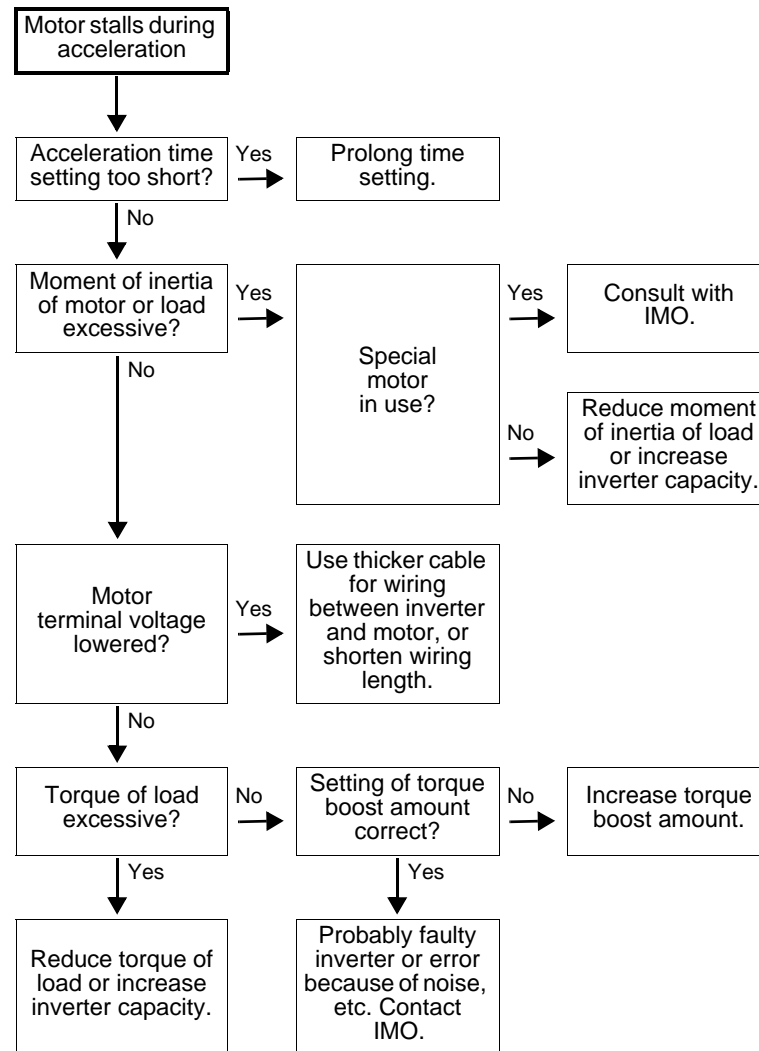 Motor stalls during
acceleration
Acceleration time
setting too short?
Yes
Prolong time
setting.
No
Moment of inertia
of motor or load
excessive?
Yes
Special
motor
in use?
Yes
Consult with
IMO.
No
Reduce moment
of inertia of load
or increase
inverter capacity.
No
Motor
terminal voltage
lowered?
Yes
Use thicker cable
for wiring
between inverter
and motor, or
shorten wiring
length.
No
Torque of load
excessive?
No
Setting of torque
boost amount
correct?
No
Increase torque
boost amount.
Yes
Reduce torque of
load or increase
inverter capacity.
Yes
Probably faulty
inverter or error
because of noise,
etc. Contact
IMO.